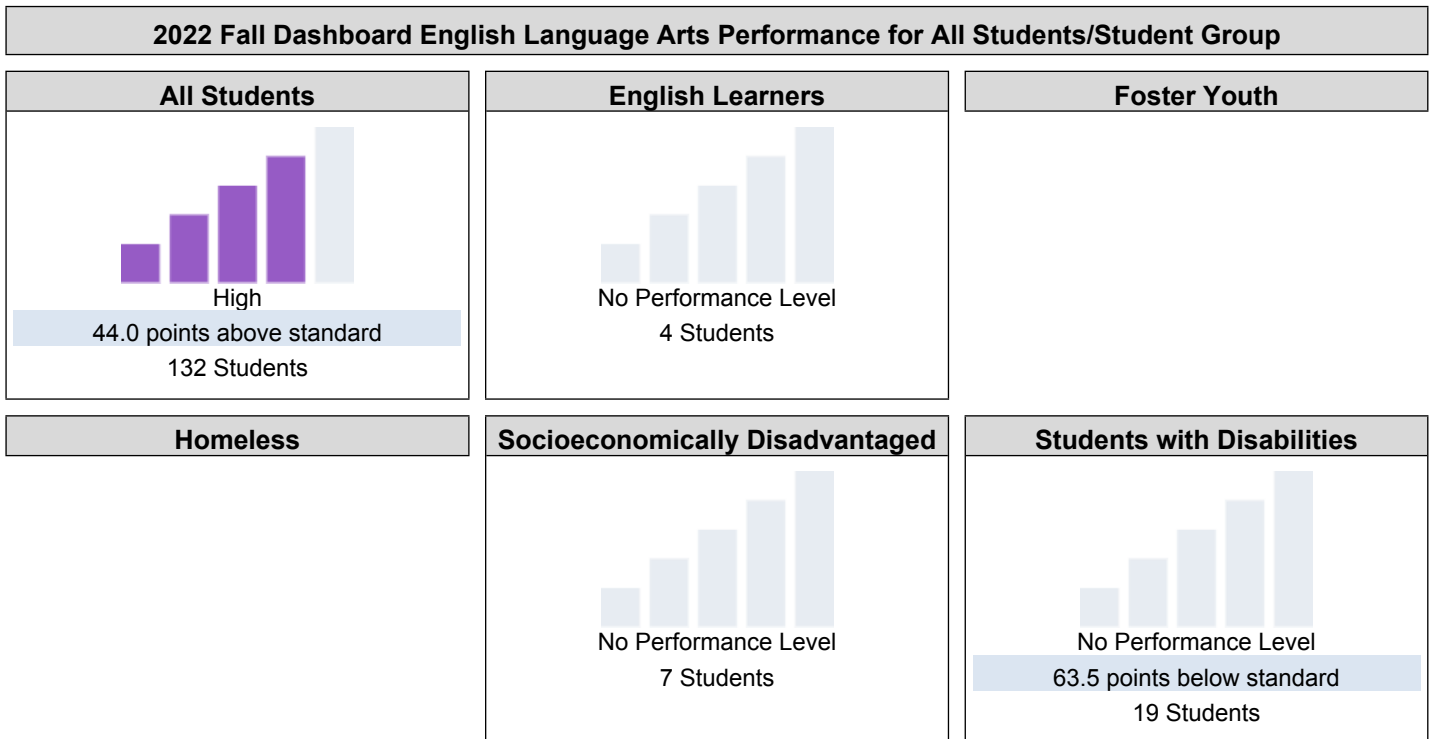 2022 Fall Dashboard English Language Arts Performance for All Students/Student Group
All Students
High
44.0 points above standard
132 Students
English Learners
No Performance Level
4 Students
Foster Youth
Homeless
Socioeconomically Disadvantaged
No Performance Level
7 Students
Students with Disabilities
No Performance Level
63.5 points below standard
19 Students